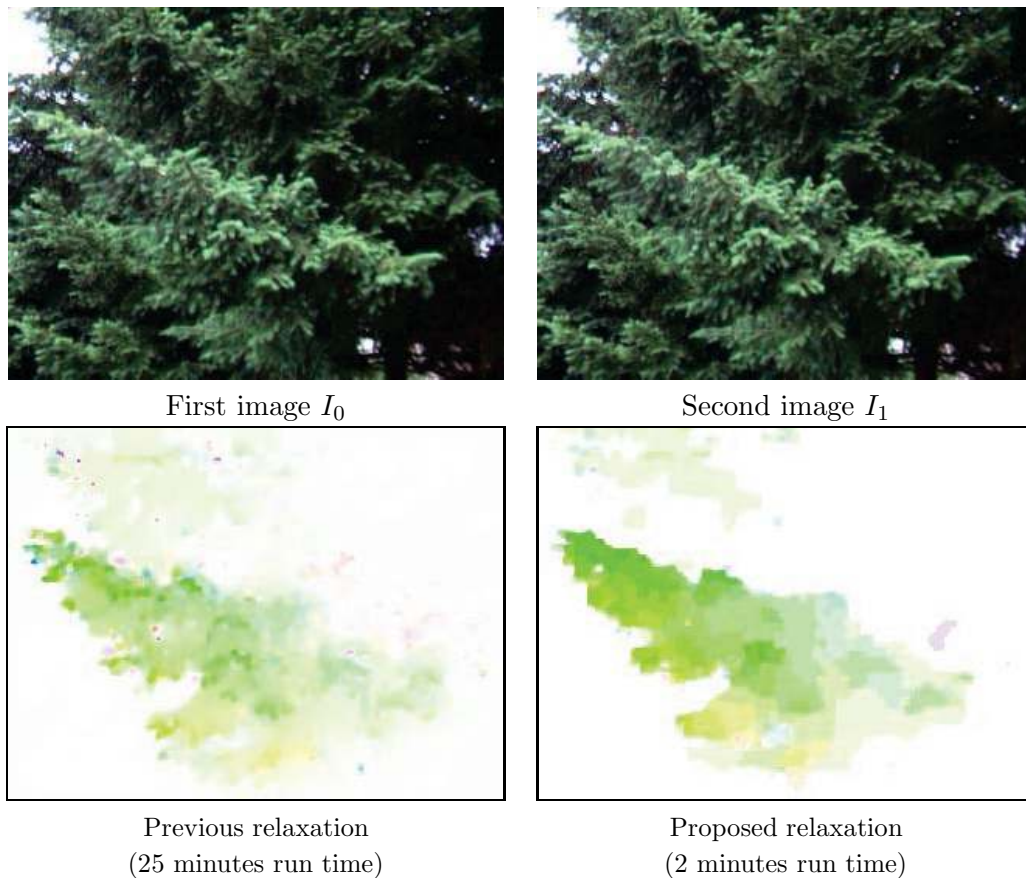 First image I₀
Second image I₁
Previous relaxation
(25 minutes run time)
Proposed relaxation
(2 minutes run time)